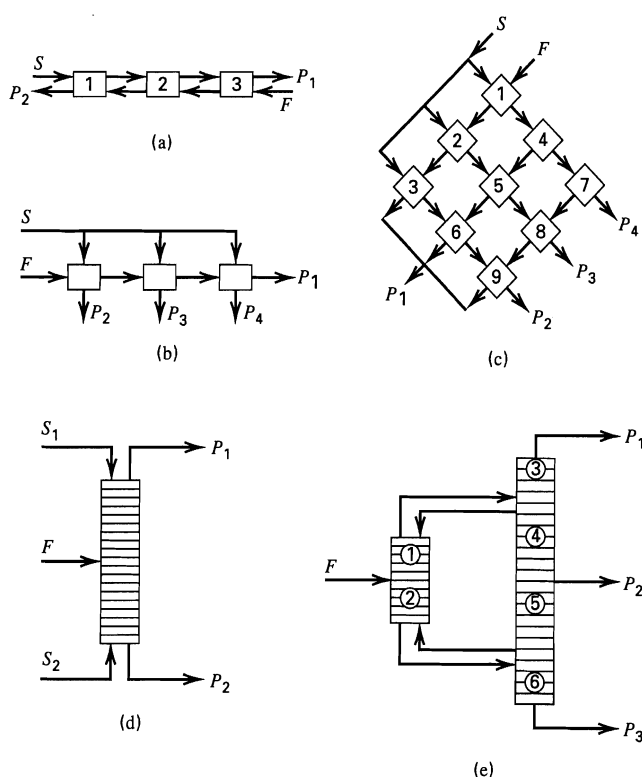 S
1 2 3 P₁
P₂ F
(a)
S
F P₁
P₂ P₃ P₄
(b)
S
F
1
2 4
3 5 7
6 8 P₄
P₃
9
P₁
P₂
(c)
S₁ P₁
F
S₂ P₂
(d)
P₁
3
4
1
F P₂
2
5
6
P₃
(e)